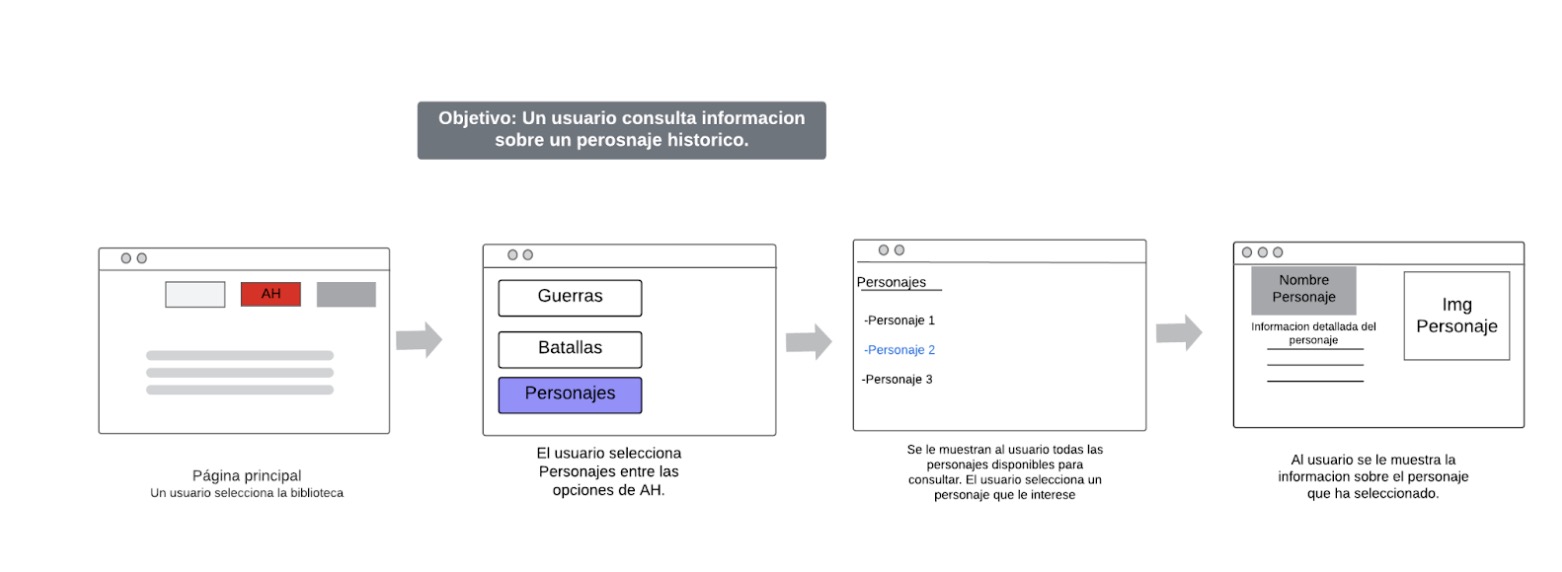 Objetivo: Un usuario consulta informacion
sobre un perosnaje historico.
AH
Página principal
Un usuario selecciona la biblioteca
Guerras
Batallas
Personajes
El usuario selecciona
Personajes entre las
opciones de AH.
Personajes
-Personaje 1
-Personaje 2
-Personaje 3
Se le muestran al usuario todas las
personajes disponibles para
consultar. El usuario selecciona un
personaje que le interese
Nombre
Personaje
Informacion detallada del
personaje
Img
Personaje
Al usuario se le muestra la
informacion sobre el personaje
que ha seleccionado.